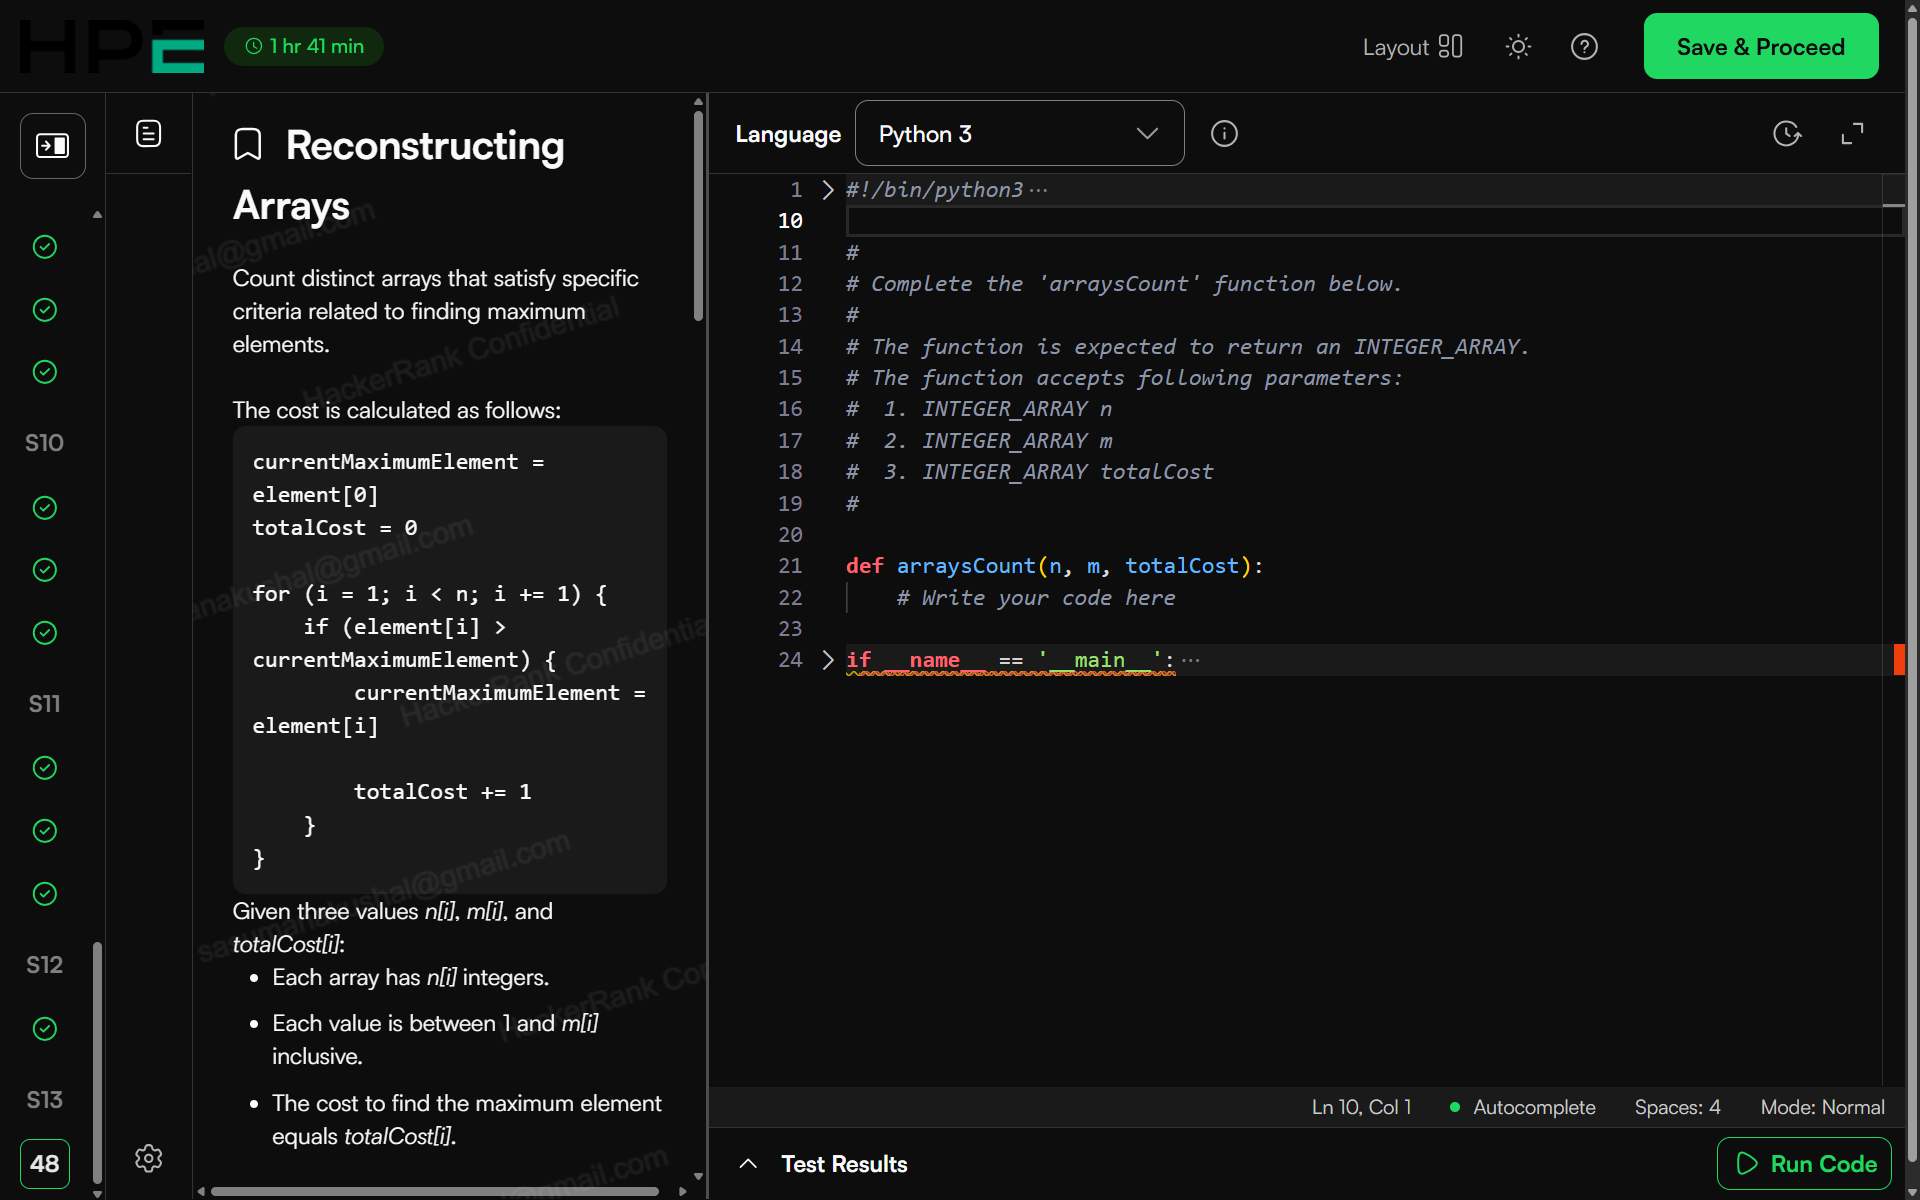 HPE
1 hr 41 min
Layout
Save & Proceed
S10
S11
S12
S13
48
Reconstructing
Arrays
Count distinct arrays that satisfy specific
criteria related to finding maximum
elements.
The cost is calculated as follows:
currentMaximumElement =
element[0]
totalCost = 0
for (i = 1; i < n; i += 1) {
if (element[i] >
currentMaximumElement) {
currentMaximumElement =
element[i]
totalCost += 1
}
}
Given three values n[i], m[i], and
totalCost[i]:
• Each array has n[i] integers.
• Each value is between 1 and m[i]
inclusive.
• The cost to find the maximum element
equals totalCost[i].
HackerRank Confidential
Language
Python 3
1 #!/bin/python3 ...
10
11 #
12 # Complete the 'arraysCount' function below.
13 #
14 # The function is expected to return an INTEGER_ARRAY.
15 # The function accepts following parameters:
16 #  1. INTEGER_ARRAY n
17 #  2. INTEGER_ARRAY m
18 #  3. INTEGER_ARRAY totalCost
19 #
20
21 def arraysCount(n, m, totalCost):
22     # Write your code here
23
24 if __name__ == '__main__': ...
Ln 10, Col 1
Autocomplete
Spaces: 4
Mode: Normal
Test Results
Run Code